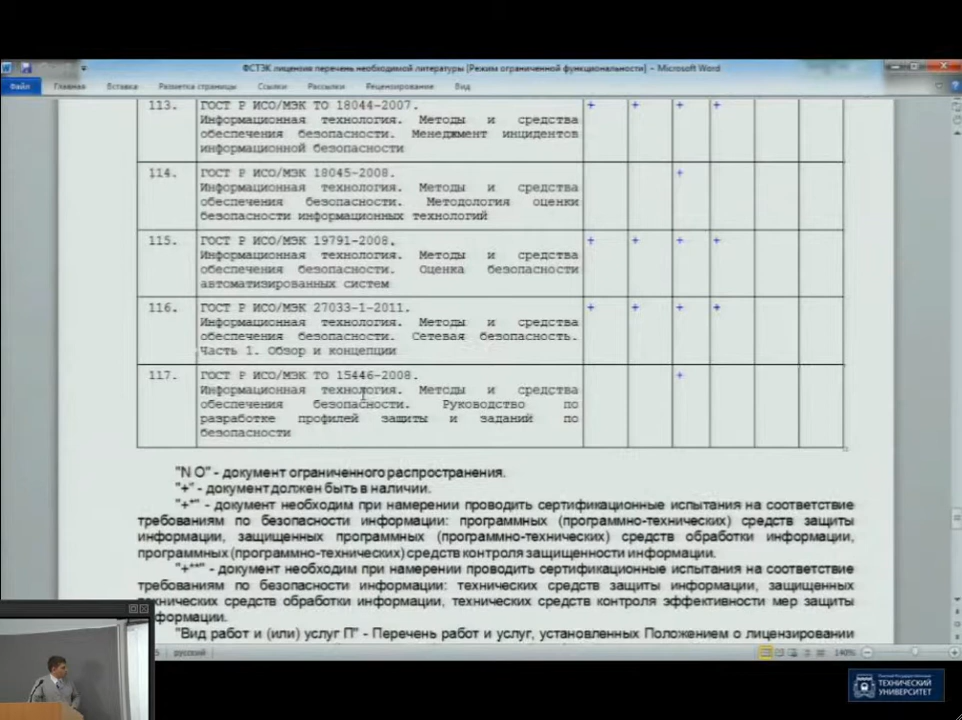 ФСТЭК лицензия перечень необходимой литературы [Режим ограниченной функциональности] - Microsoft Word
Файл Главная Вставка Разметка страницы Ссылки Рассылки Рецензирование Вид
113. ГОСТ Р ИСО/МЭК ТО 18044-2007. + + + +
Информационная технология. Методы и средства
обеспечения безопасности. Менеджмент инцидентов
информационной безопасности
114. ГОСТ Р ИСО/МЭК 18045-2008. +
Информационная технология. Методы и средства
обеспечения безопасности. Методология оценки
безопасности информационных технологий
115. ГОСТ Р ИСО/МЭК 19791-2008. + + + +
Информационная технология. Методы и средства
обеспечения безопасности. Оценка безопасности
автоматизированных систем
116. ГОСТ Р ИСО/МЭК 27033-1-2011. + + + +
Информационная технология. Методы и средства
обеспечения безопасности. Сетевая безопасность.
Часть 1. Обзор и концепции
117. ГОСТ Р ИСО/МЭК ТО 15446-2008. +
Информационная технология. Методы и средства
обеспечения безопасности. Руководство по
разработке профилей защиты и заданий по
безопасности
"N О" - документ ограниченного распространения.
"+" - документ должен быть в наличии.
"+*" - документ необходим при намерении проводить сертификационные испытания на соответствие
требованиям по безопасности информации: программных (программно-технических) средств защиты
информации, защищенных программных (программно-технических) средств обработки информации,
программных (программно-технических) средств контроля защищенности информации.
"+**" - документ необходим при намерении проводить сертификационные испытания на соответствие
требованиям по безопасности информации: технических средств защиты информации, защищенных
технических средств обработки информации, технических средств контроля эффективности мер защиты
формации.
"Вид работ и (или) услуг П" - Перечень работ и услуг, установленных Положением о лицензировании
русский 140%
ТЕХНИЧЕСКИЙ
УНИВЕРСИТЕТ